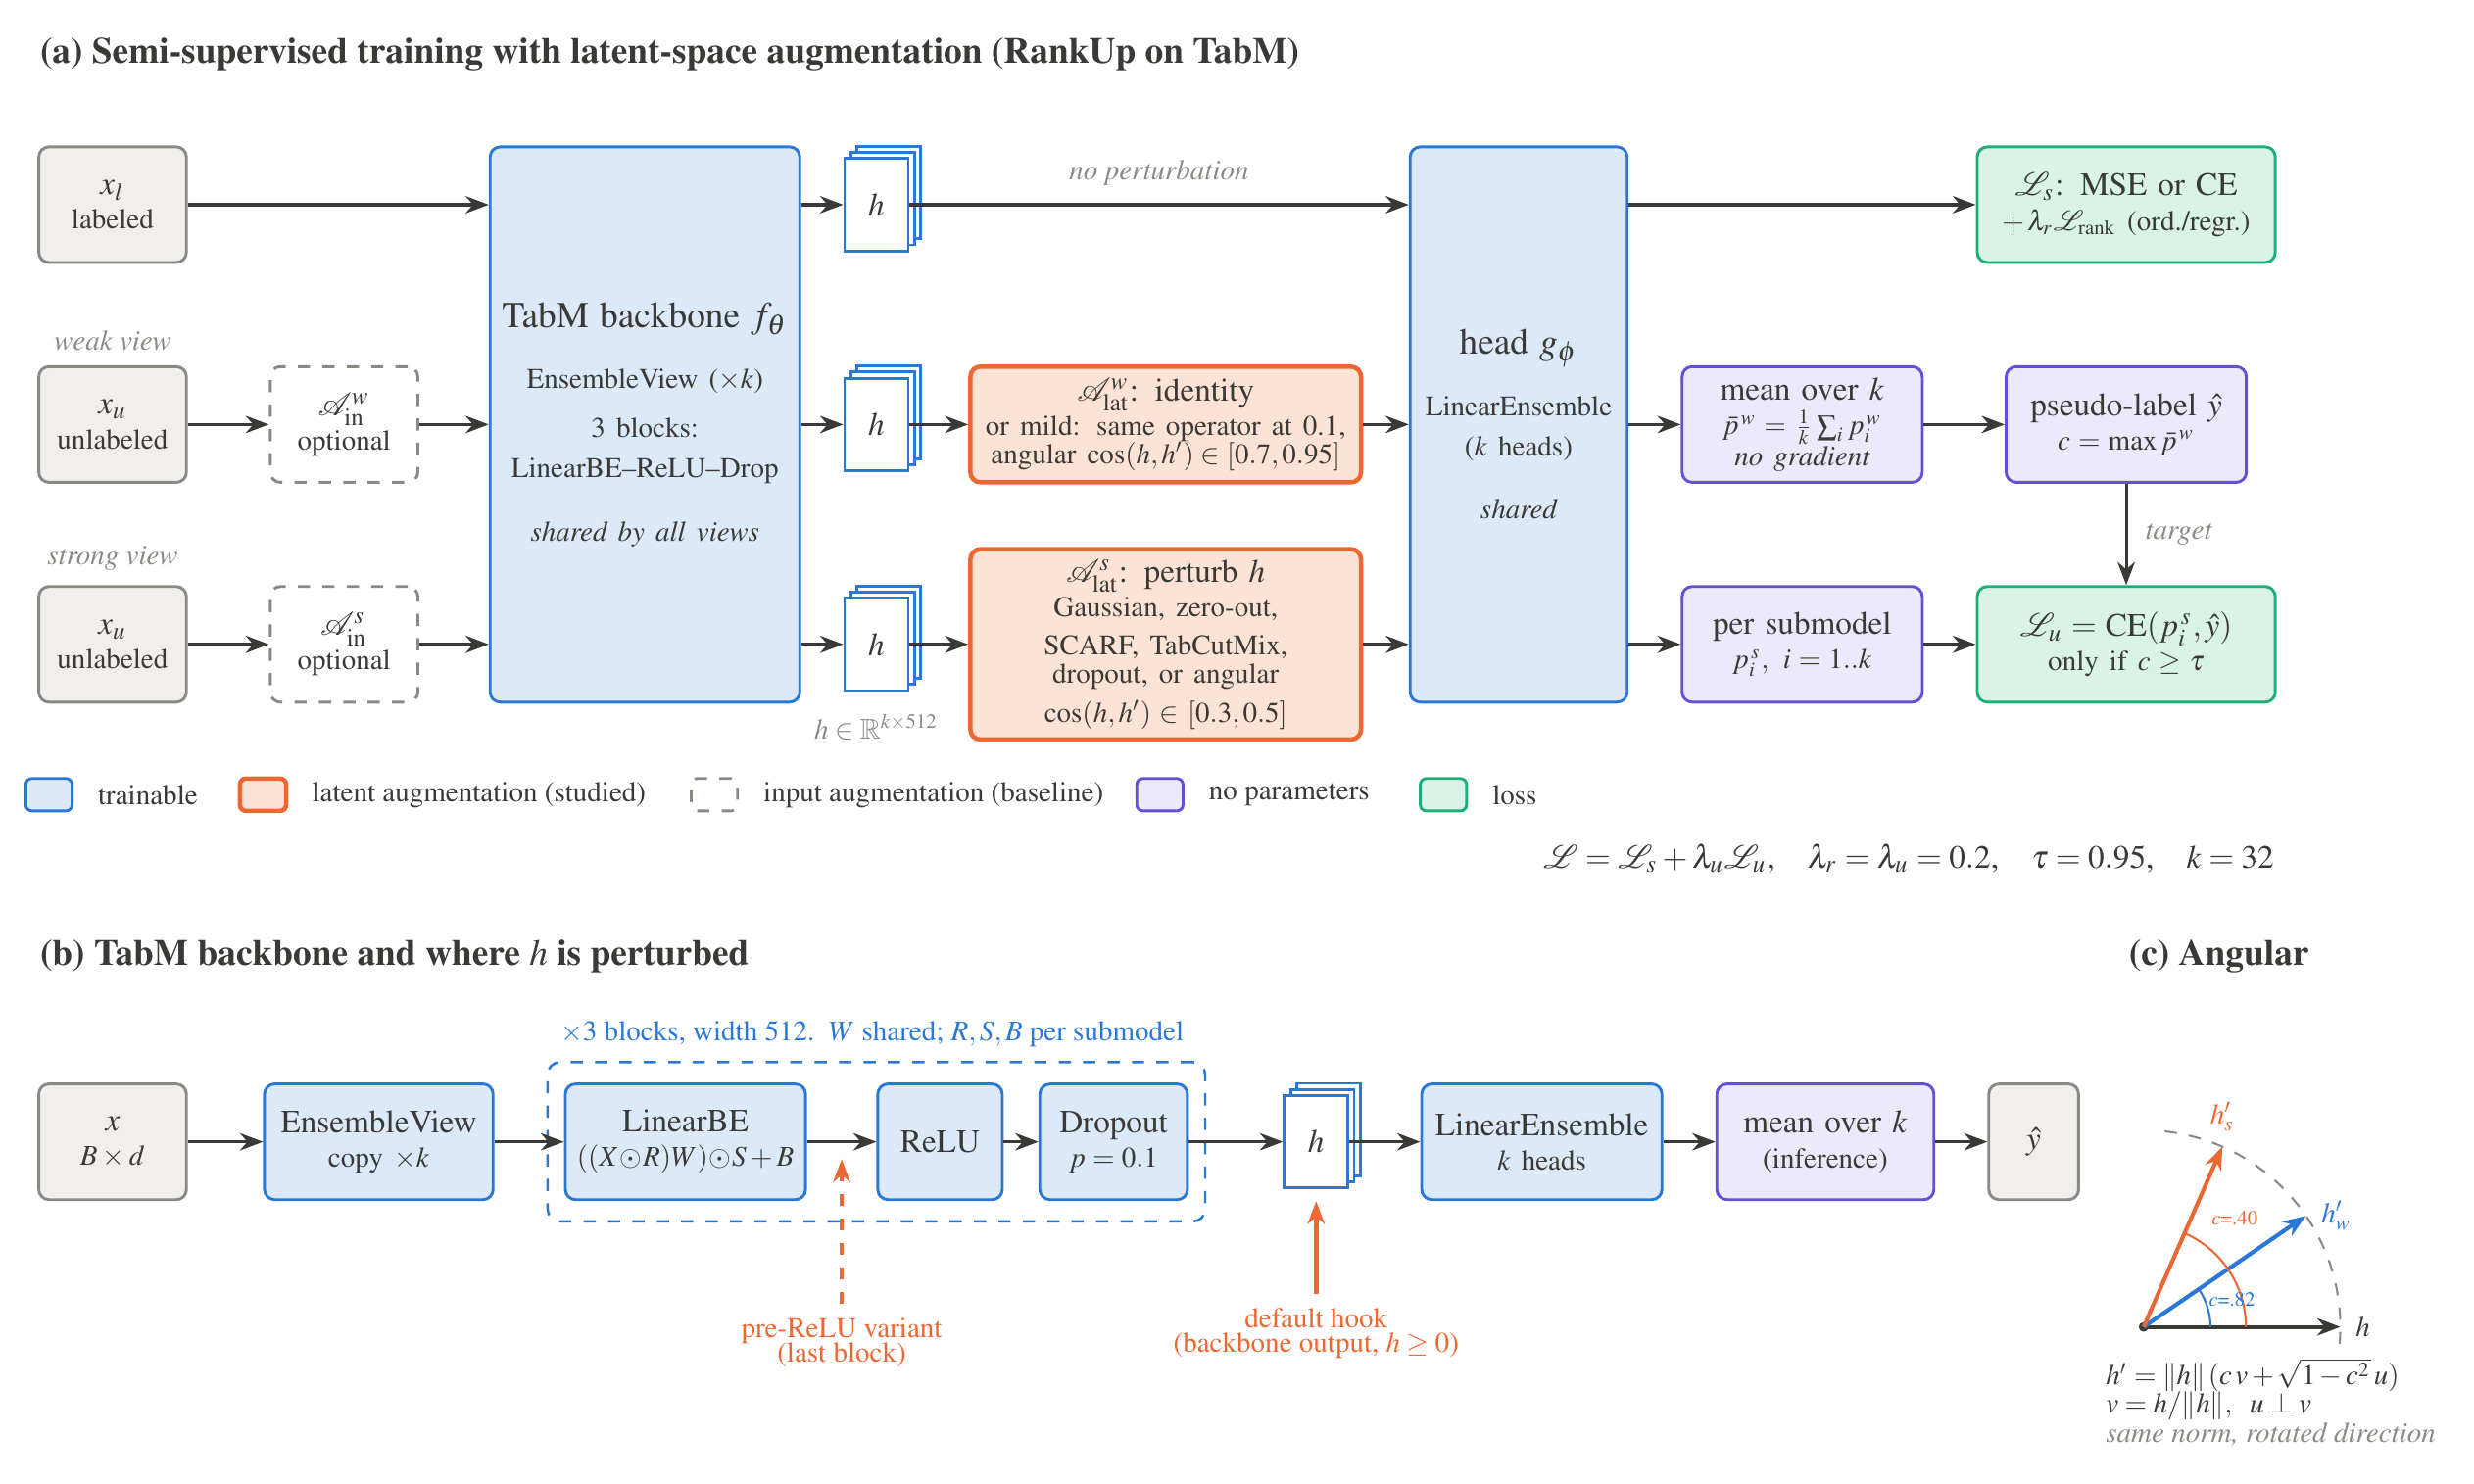 (a) Semi-supervised training with latent-space augmentation (RankUp on TabM)
x_l
labeled
h
no perturbation
ℒ_s: MSE or CE
+ λ_r ℒ_rank (ord./regr.)
TabM backbone f_θ
EnsembleView (×k)
3 blocks:
LinearBE–ReLU–Drop
shared by all views
head g_ϕ
LinearEnsemble
(k heads)
shared
weak view
x_u
unlabeled
𝒜_in^w
optional
h
𝒜_lat^w: identity
or mild: same operator at 0.1,
angular cos(h, h′) ∈ [0.7, 0.95]
mean over k
p̄^w = 1/k ∑_i p_i^w
no gradient
pseudo-label ŷ
c = max p̄^w
target
strong view
x_u
unlabeled
𝒜_in^s
optional
h
h ∈ ℝ^{k×512}
𝒜_lat^s: perturb h
Gaussian, zero-out,
SCARF, TabCutMix,
dropout, or angular
cos(h, h′) ∈ [0.3, 0.5]
per submodel
p_i^s, i = 1..k
ℒ_u = CE(p_i^s, ŷ)
only if c ≥ τ
trainable
latent augmentation (studied)
input augmentation (baseline)
no parameters
loss
ℒ = ℒ_s + λ_u ℒ_u, λ_r = λ_u = 0.2, τ = 0.95, k = 32
(b) TabM backbone and where h is perturbed
×3 blocks, width 512. W shared; R, S, B per submodel
x
B × d
EnsembleView
copy ×k
LinearBE
((X⊙R)W)⊙S + B
ReLU
Dropout
p = 0.1
h
LinearEnsemble
k heads
mean over k
(inference)
ŷ
pre-ReLU variant
(last block)
default hook
(backbone output, h ≥ 0)
(c) Angular
h′_s
c=.40
h′_w
c=.82
h
h′ = ‖h‖ (c v + √(1 − c²) u)
v = h/‖h‖, u ⊥ v
same norm, rotated direction